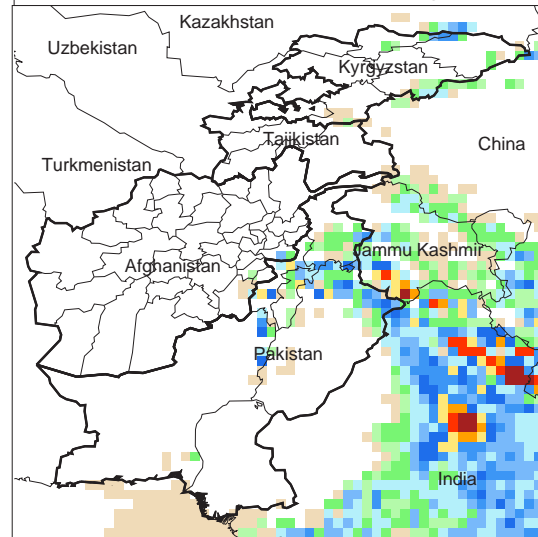 Kazakhstan
Uzbekistan
Kyrgyzstan
Tajikistan
China
Turkmenistan
Jammu Kashmir
Afghanistan
Pakistan
India